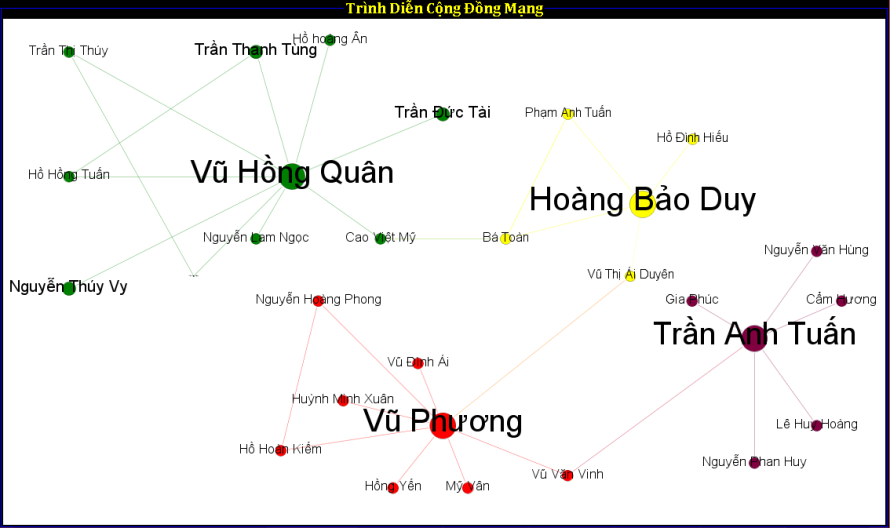 Trình Diễn Cộng Đồng Mạng
Hồ hoàng Ân
Trần Thị Thúy
Trần Thanh Tùng
Trần Đức Tài
Phạm Anh Tuấn
Hồ Đình Hiếu
Hồ Hồng Tuấn
Vũ Hồng Quân
Hoàng Bảo Duy
Nguyễn Lam Ngọc
Cao Việt Mỹ
Bá Toàn
Nguyễn Văn Hùng
Vũ Thị Ái Duyên
Nguyễn Thúy Vy
Nguyễn Hoàng Phong
Gia Phúc
Cẩm Hương
Trần Anh Tuấn
Vũ Đình Ái
Huỳnh Minh Xuân
Vũ Phương
Lê Huy Hoàng
Hồ Hoàn Kiếm
Nguyễn Phan Huy
Vũ Văn Vinh
Hồng Yến
Mỹ Vân